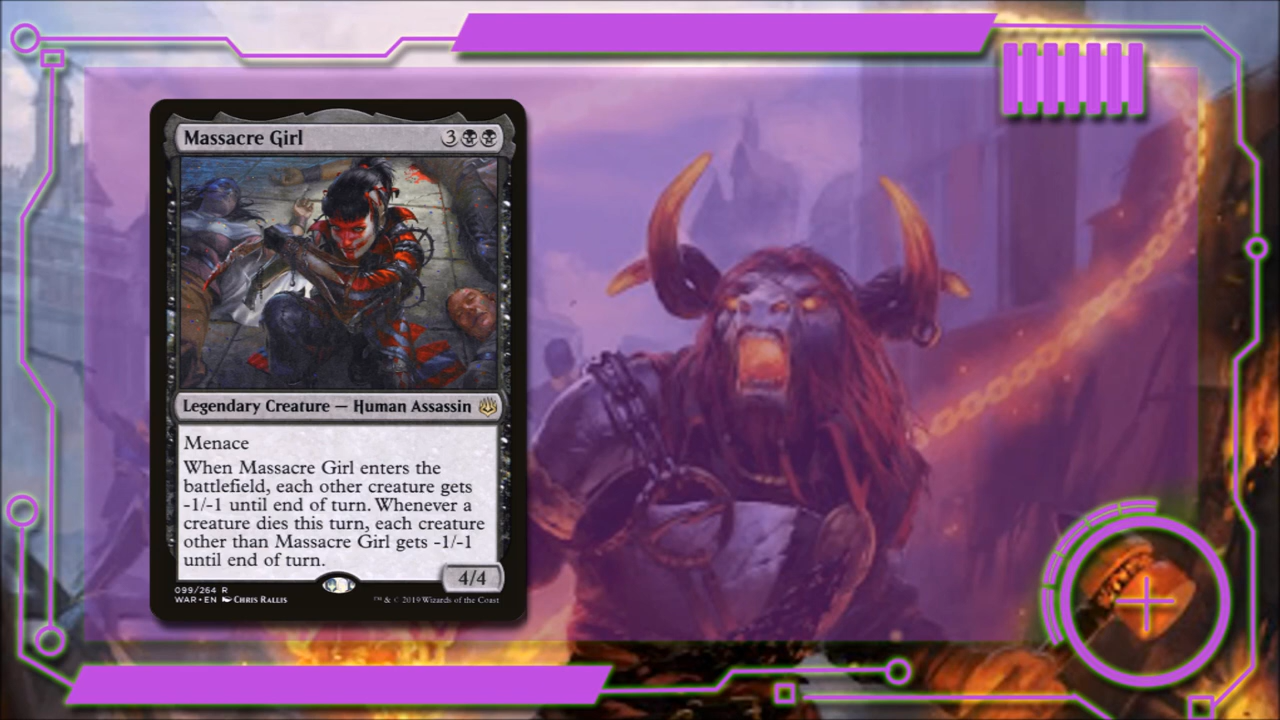 Massacre Girl 3
Legendary Creature — Human Assassin
Menace
When Massacre Girl enters the
battlefield, each other creature gets
-1/-1 until end of turn. Whenever a
creature dies this turn, each creature
other than Massacre Girl gets -1/-1
until end of turn.
4/4
099/264 R
WAR • EN Chris Rallis ™ & © 2019 Wizards of the Coast